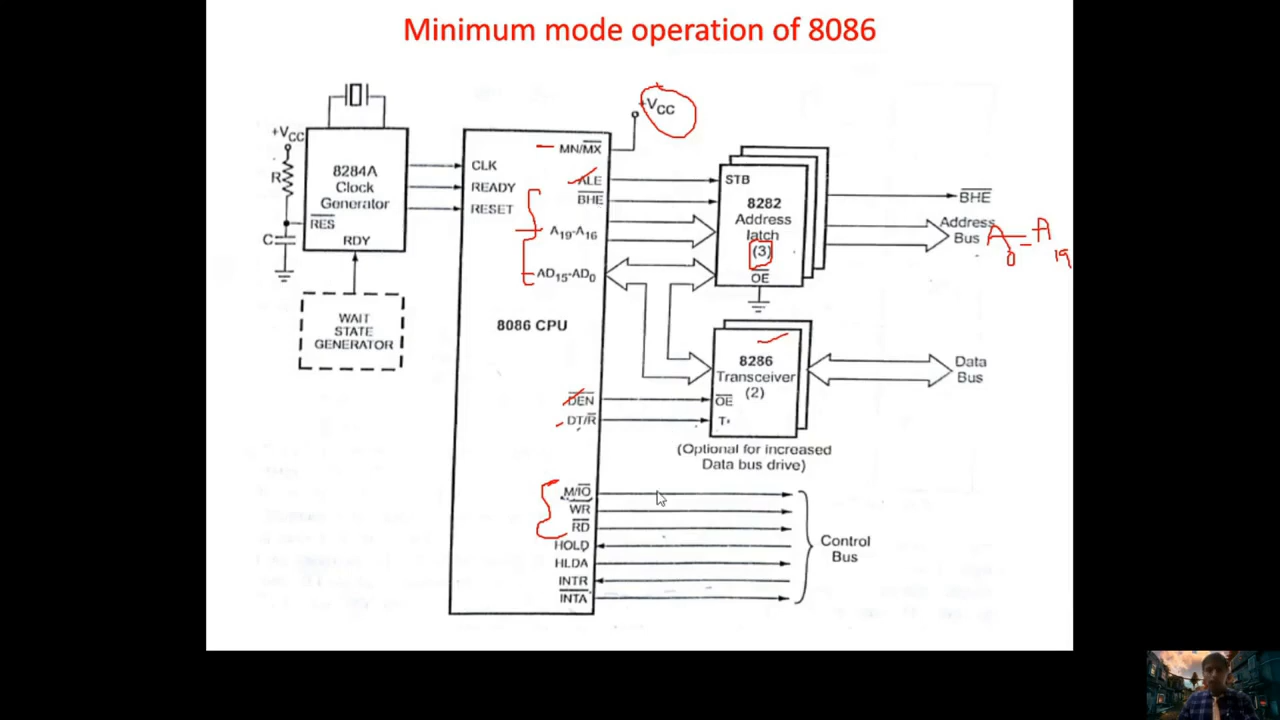 Minimum mode operation of 8086
+VCC
+VCC
R
C
8284A
Clock
Generator
RES
RDY
WAIT
STATE
GENERATOR
CLK
READY
RESET
MN/MX
ALE
BHE
A19-A16
AD15-AD0
8086 CPU
DEN
DT/R
M/IO
WR
RD
HOLD
HLDA
INTR
INTA
STB
8282
Address
latch
(3)
OE
BHE
Address
Bus
A0-A19
8286
Transceiver
(2)
OE
T
Data
Bus
(Optional for increased
Data bus drive)
Control
Bus